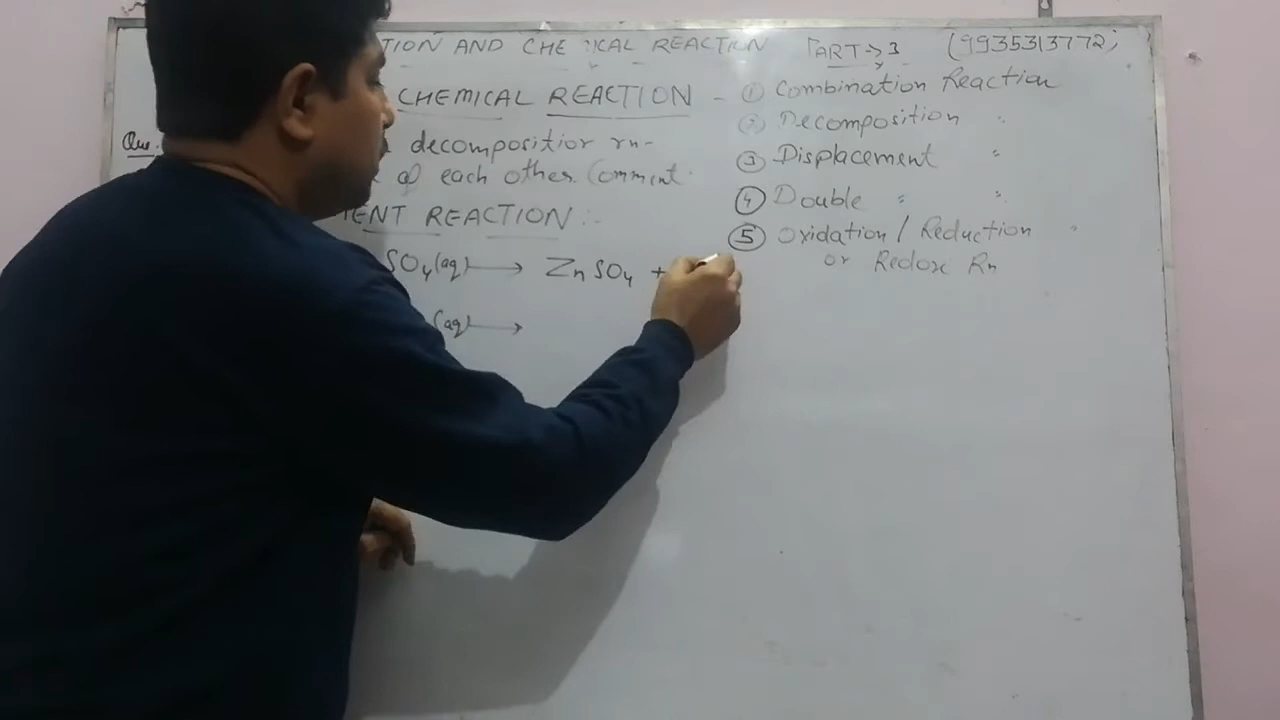 TION AND CHEMICAL REACTION PART → 3 (9935313772)
CHEMICAL REACTION -
① Combination Reaction
② Decomposition "
③ Displacement "
④ Double " "
⑤ Oxidation / Reduction "
or Redox Rn
Que. decomposition rn-
of each other. Comment.
ENT REACTION :-
SO4(aq) → ZnSO4 +
(aq) →